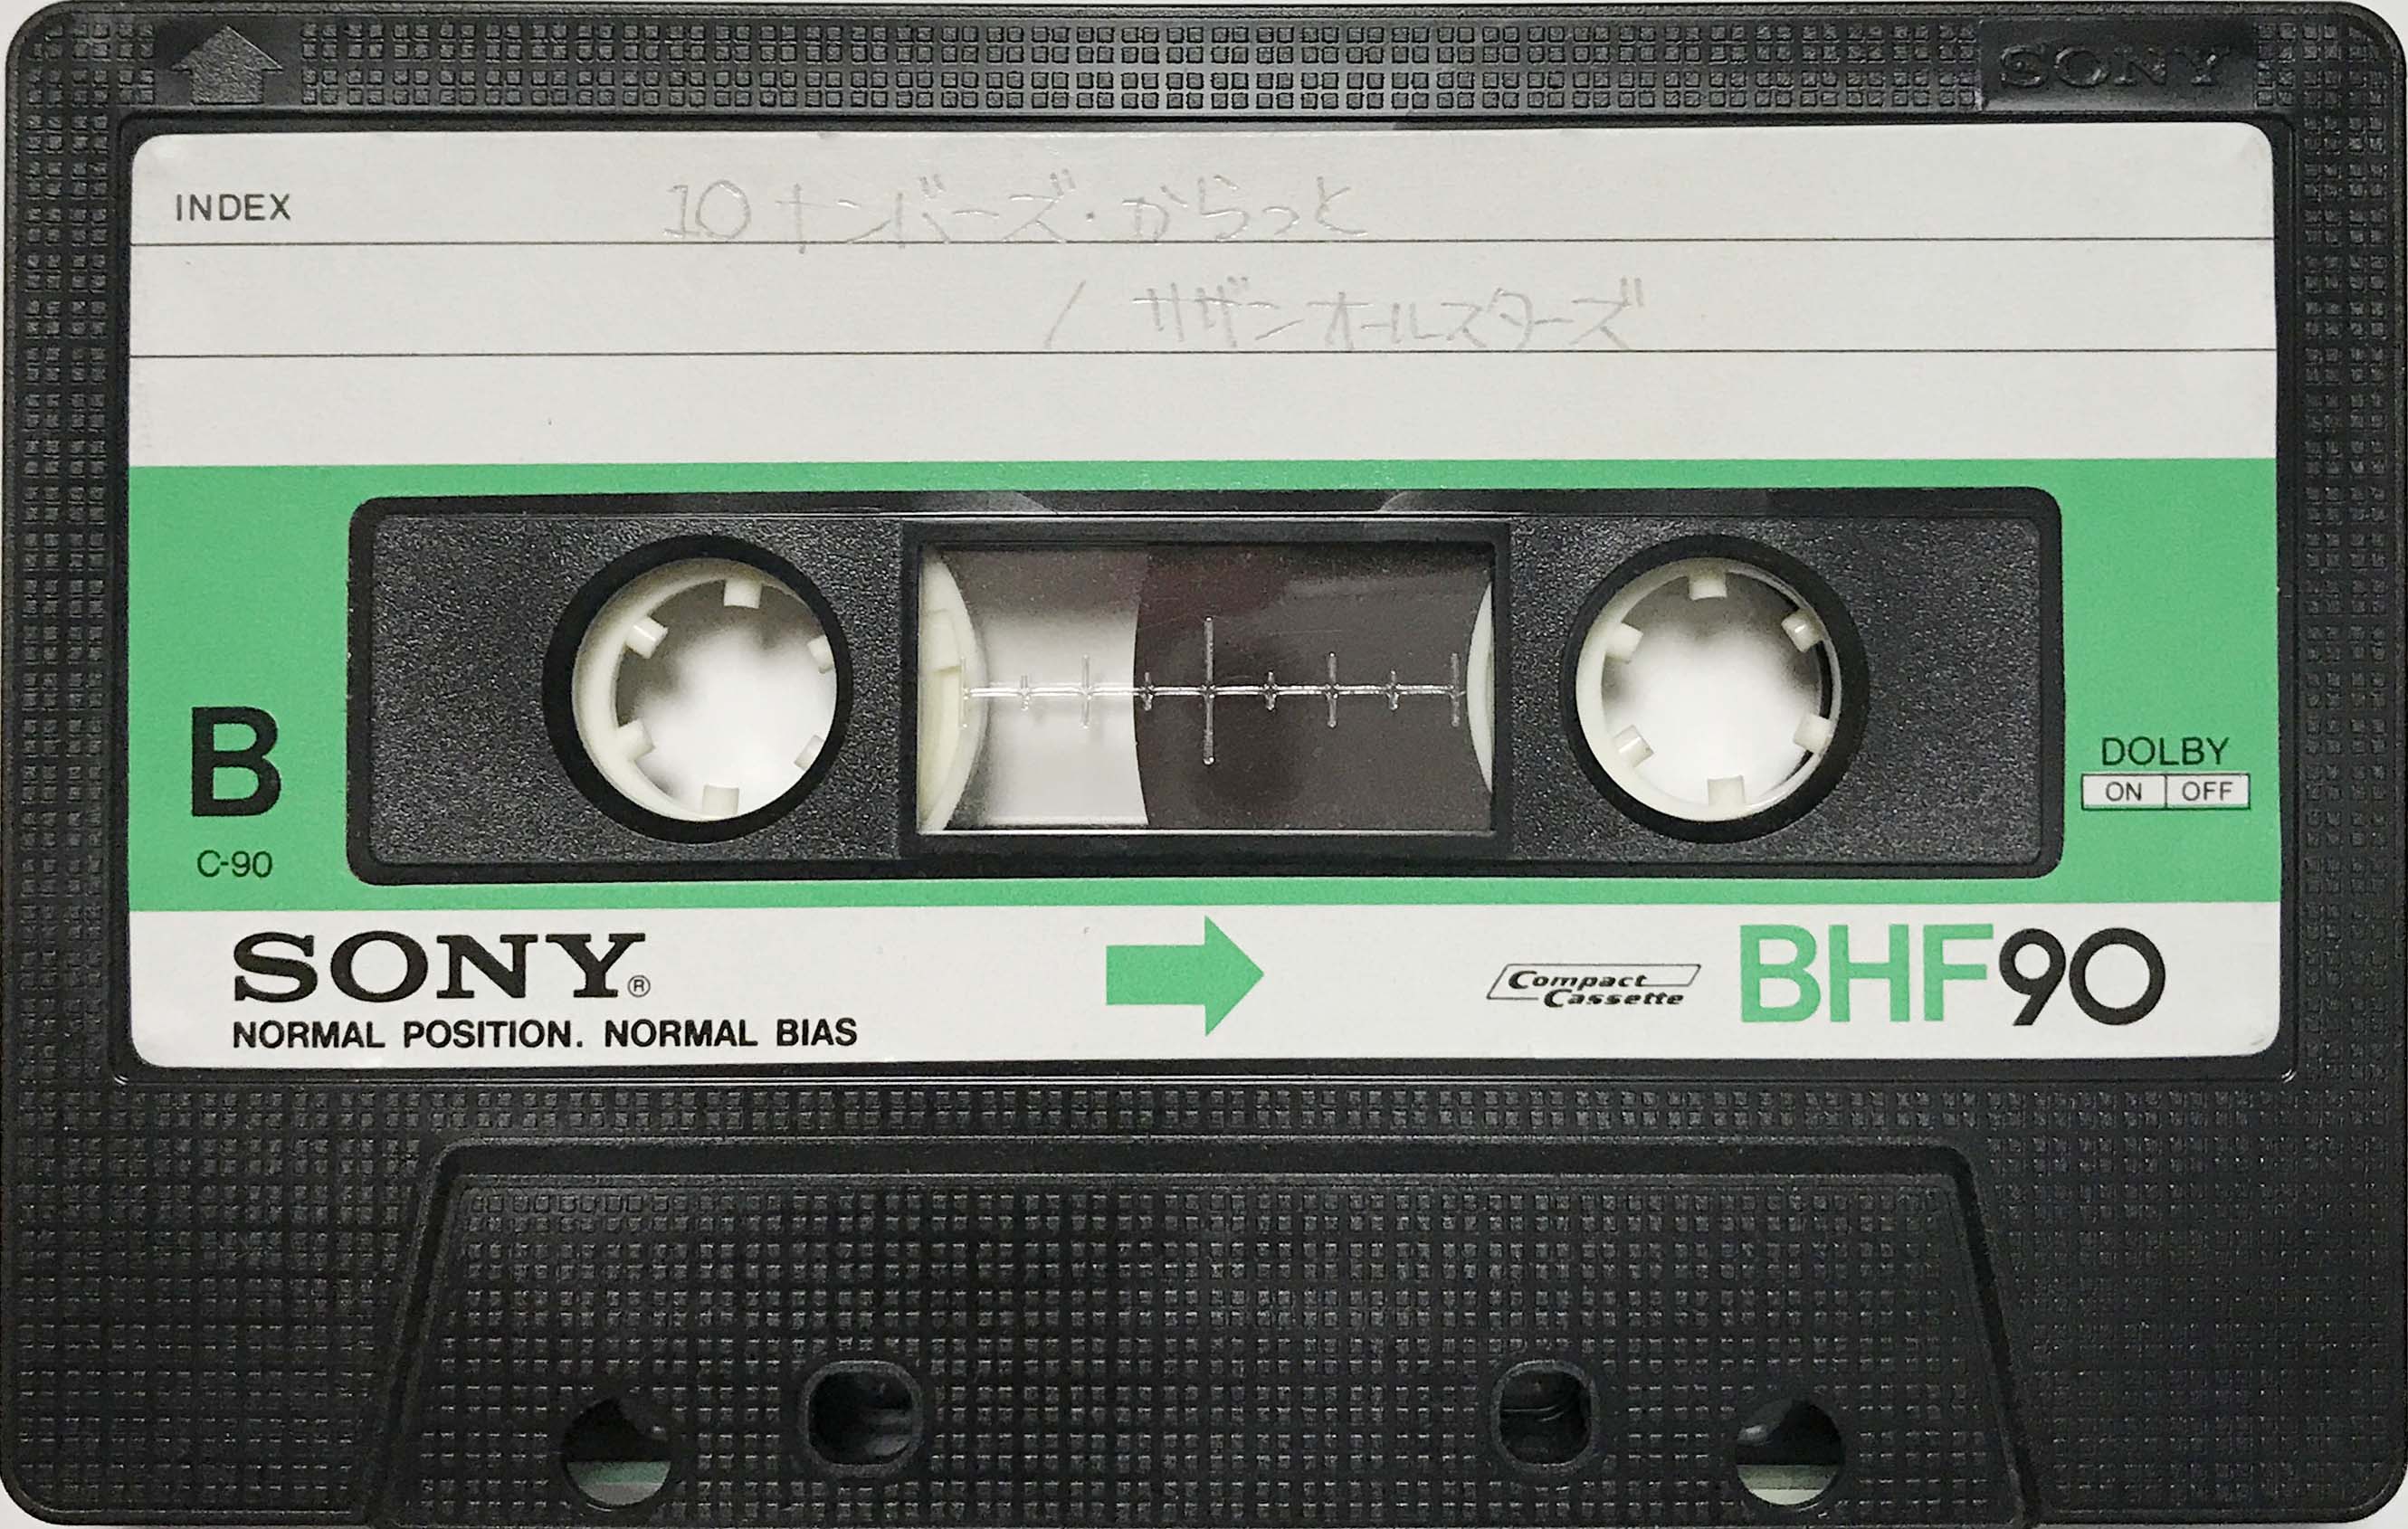 SONY
INDEX
10ナンバーズ・からっと
/ サザンオールスターズ
B
C-90
DOLBY
ON OFF
SONY®
NORMAL POSITION. NORMAL BIAS
Compact
Cassette
BHF90